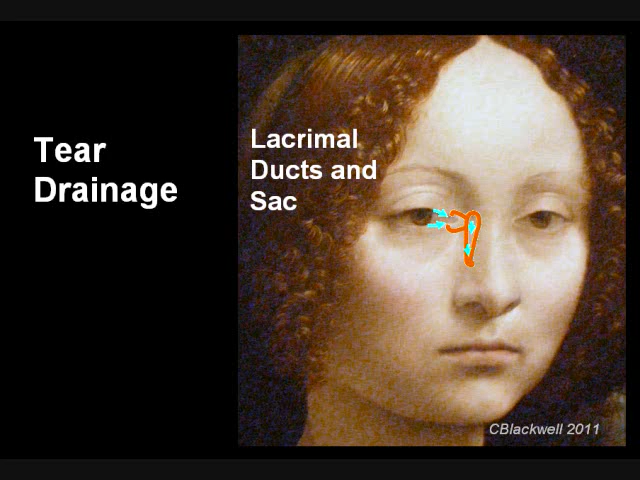 Tear
Drainage
Lacrimal
Ducts and
Sac
CBlackwell 2011